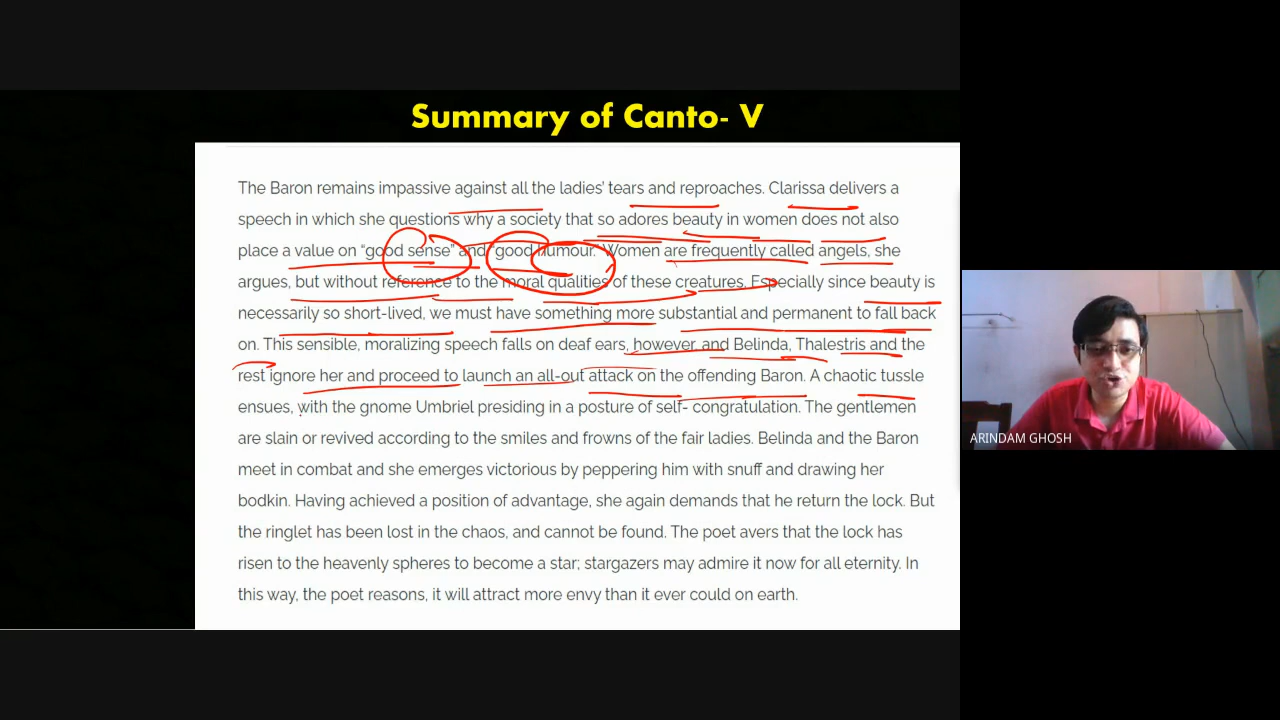 Summary of Canto- V
The Baron remains impassive against all the ladies' tears and reproaches. Clarissa delivers a
speech in which she questions why a society that so adores beauty in women does not also
place a value on "good sense" and "good humour." Women are frequently called angels, she
argues, but without reference to the moral qualities of these creatures. Especially since beauty is
necessarily so short-lived, we must have something more substantial and permanent to fall back
on. This sensible, moralizing speech falls on deaf ears, however, and Belinda, Thalestris and the
rest ignore her and proceed to launch an all-out attack on the offending Baron. A chaotic tussle
ensues, with the gnome Umbriel presiding in a posture of self- congratulation. The gentlemen
are slain or revived according to the smiles and frowns of the fair ladies. Belinda and the Baron
meet in combat and she emerges victorious by peppering him with snuff and drawing her
bodkin. Having achieved a position of advantage, she again demands that he return the lock. But
the ringlet has been lost in the chaos, and cannot be found. The poet avers that the lock has
risen to the heavenly spheres to become a star; stargazers may admire it now for all eternity. In
this way, the poet reasons, it will attract more envy than it ever could on earth.
ARINDAM GHOSH